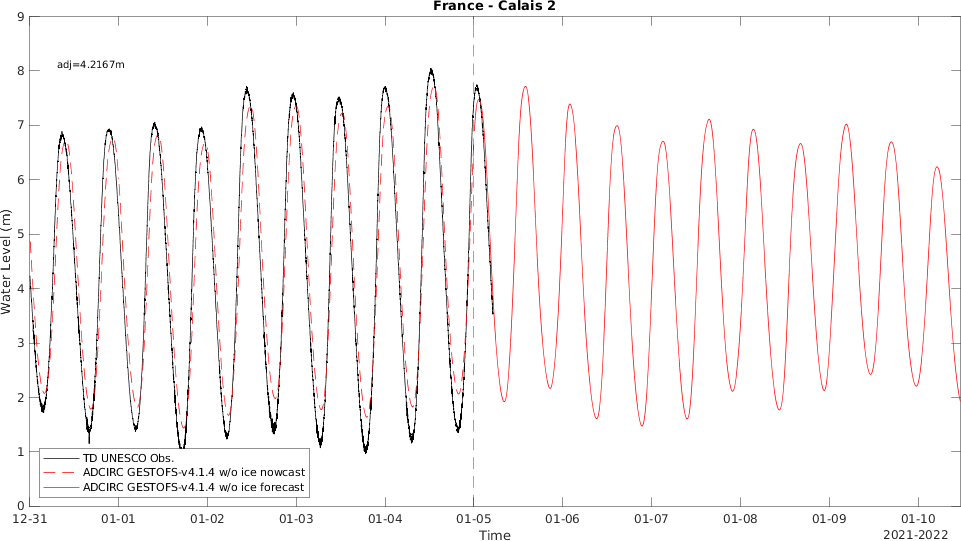 France - Calais 2
adj=4.2167m
9
8
7
6
5
4
3
2
1
0
Water Level (m)
TD UNESCO Obs.
ADCIRC GESTOFS-v4.1.4 w/o ice nowcast
ADCIRC GESTOFS-v4.1.4 w/o ice forecast
12-31 01-01 01-02 01-03 01-04 01-05 01-06 01-07 01-08 01-09 01-10
Time
2021-2022